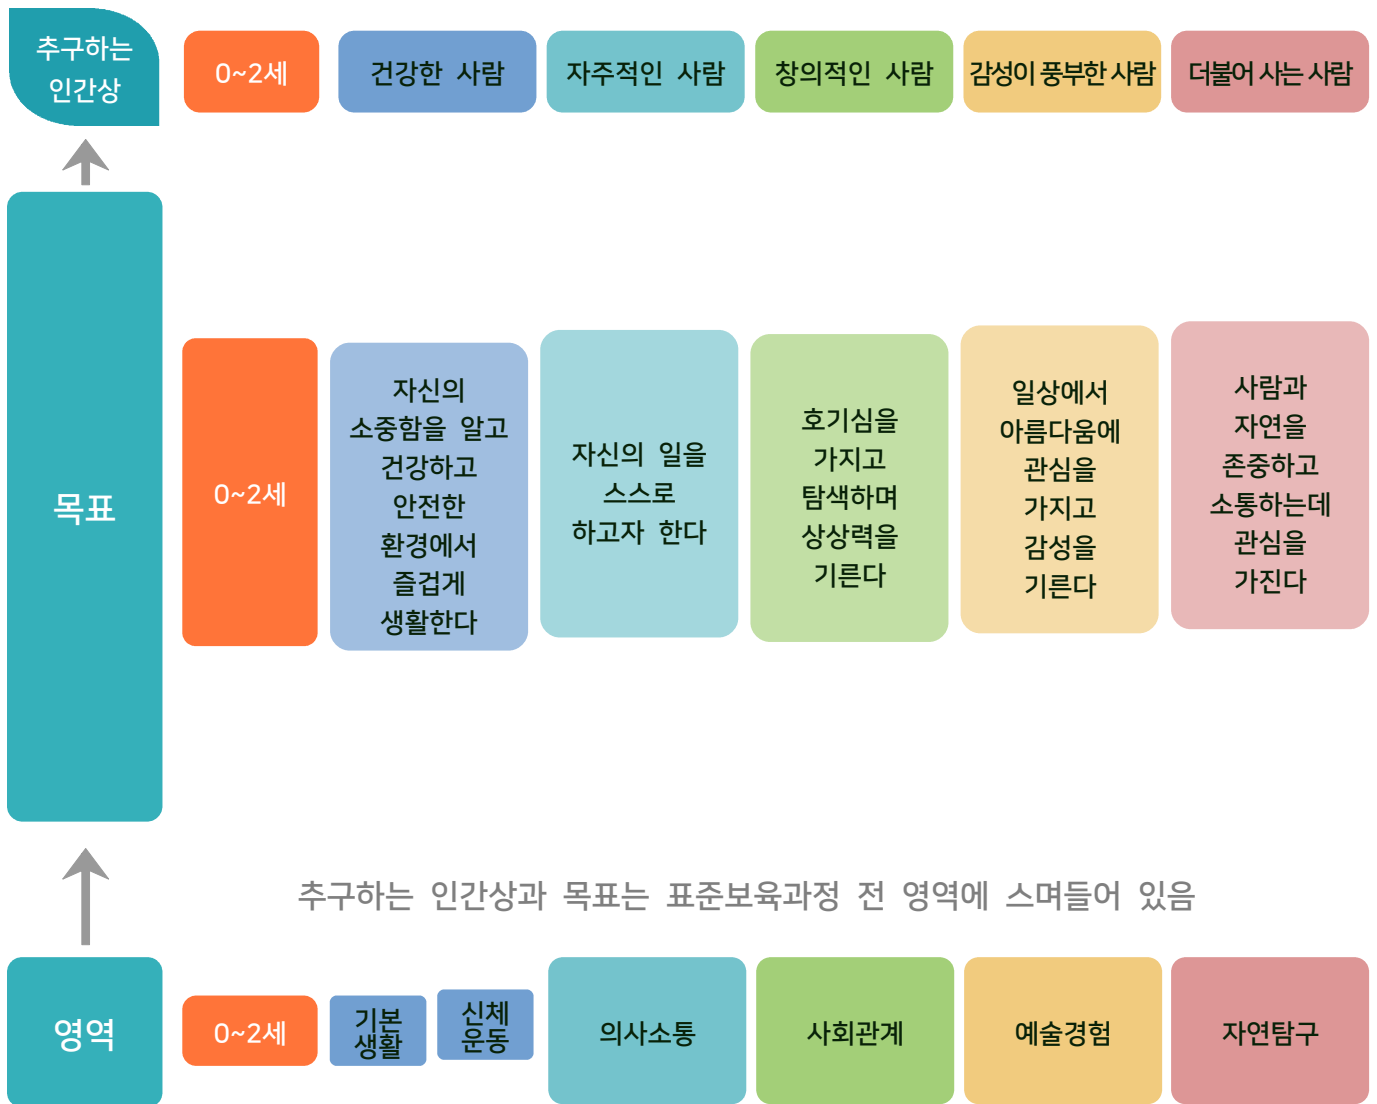 추구하는
인간상
0~2세
건강한 사람
자주적인 사람
창의적인 사람
감성이 풍부한 사람
더불어 사는 사람
목표
0~2세
자신의
소중함을 알고
건강하고
안전한
환경에서
즐겁게
생활한다
자신의 일을
스스로
하고자 한다
호기심을
가지고
탐색하며
상상력을
기른다
일상에서
아름다움에
관심을
가지고
감성을
기른다
사람과
자연을
존중하고
소통하는데
관심을
가진다
추구하는 인간상과 목표는 표준보육과정 전 영역에 스며들어 있음
영역
0~2세
기본
생활
신체
운동
의사소통
사회관계
예술경험
자연탐구